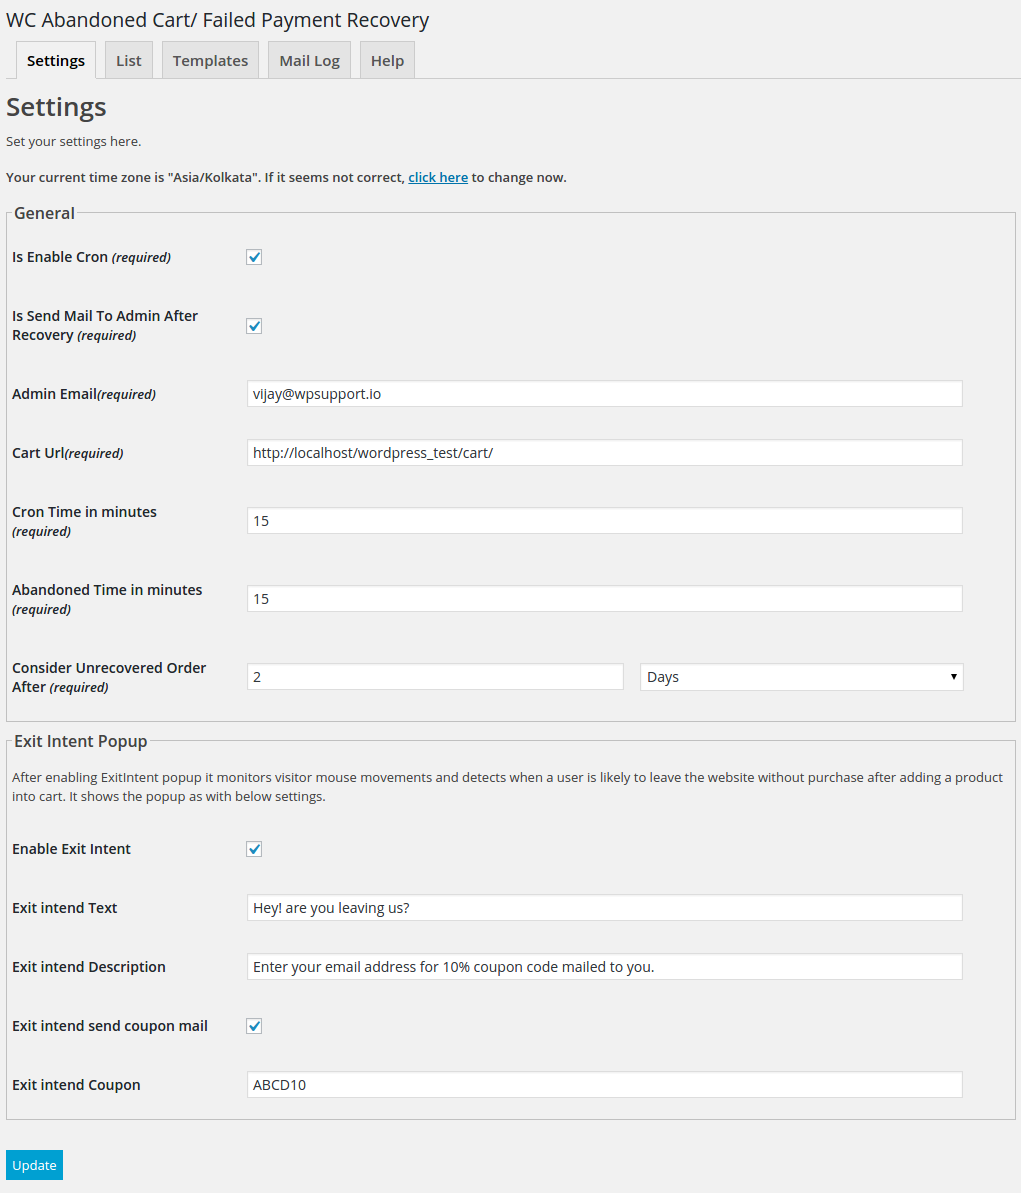 WC Abandoned Cart/ Failed Payment Recovery
Settings List Templates Mail Log Help
Settings
Set your settings here.
Your current time zone is "Asia/Kolkata". If it seems not correct, click here to change now.
General
Is Enable Cron (required)
Is Send Mail To Admin After
Recovery (required)
Admin Email(required) vijay@wpsupport.io
Cart Url(required) http://localhost/wordpress_test/cart/
Cron Time in minutes
(required)
15
Abandoned Time in minutes
(required)
15
Consider Unrecovered Order
After (required)
2 Days
Exit Intent Popup
After enabling ExitIntent popup it monitors visitor mouse movements and detects when a user is likely to leave the website without purchase after adding a product
into cart. It shows the popup as with below settings.
Enable Exit Intent
Exit intend Text Hey! are you leaving us?
Exit intend Description Enter your email address for 10% coupon code mailed to you.
Exit intend send coupon mail
Exit intend Coupon ABCD10
Update